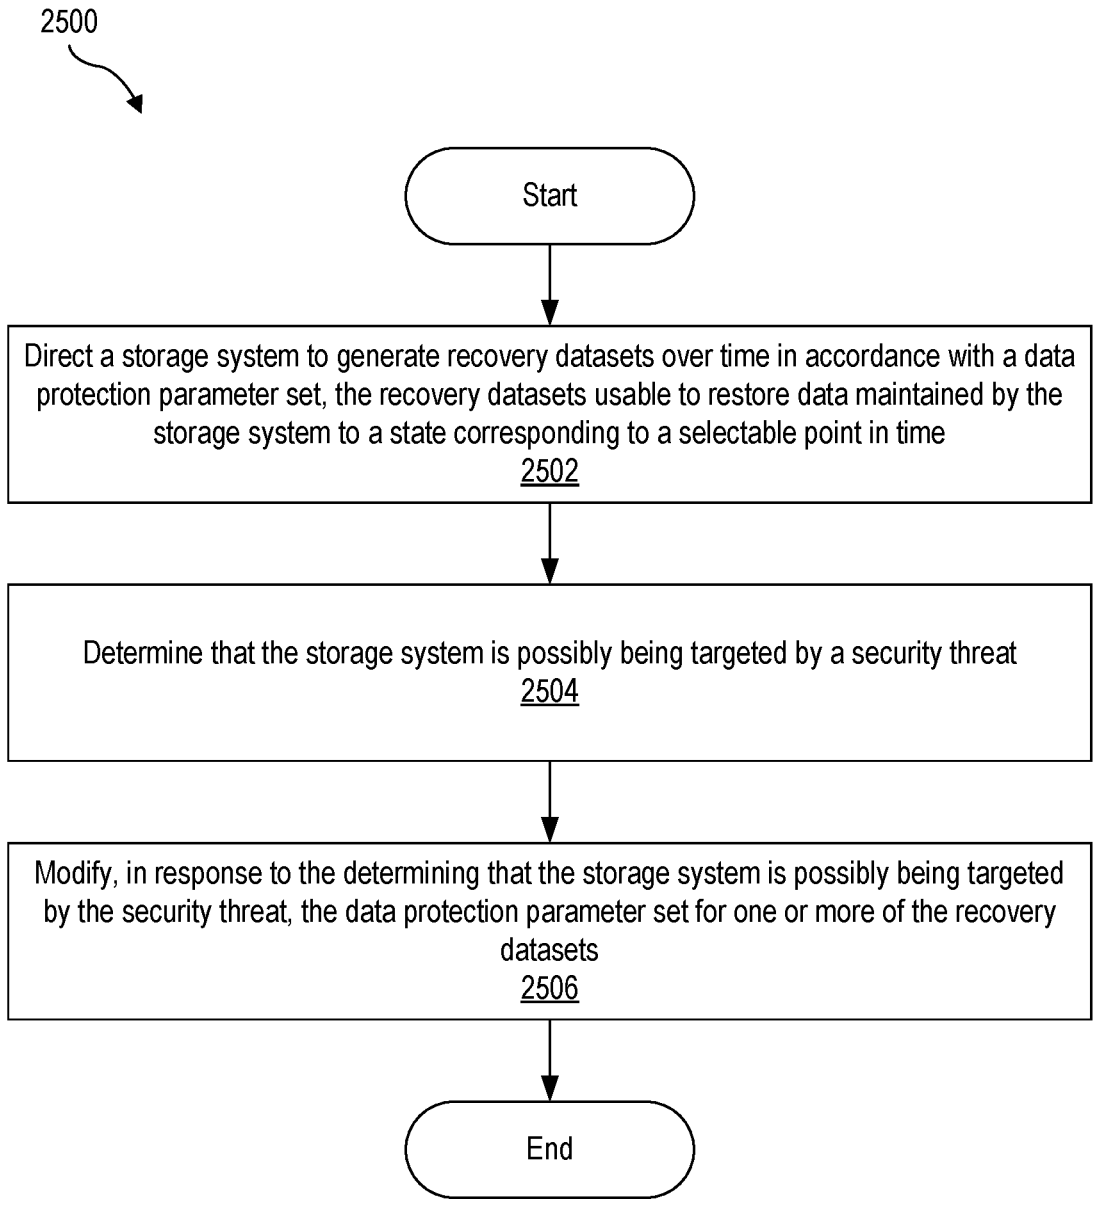 2500
Start
Direct a storage system to generate recovery datasets over time in accordance with a data
protection parameter set, the recovery datasets usable to restore data maintained by the
storage system to a state corresponding to a selectable point in time
2502
Determine that the storage system is possibly being targeted by a security threat
2504
Modify, in response to the determining that the storage system is possibly being targeted
by the security threat, the data protection parameter set for one or more of the recovery
datasets
2506
End